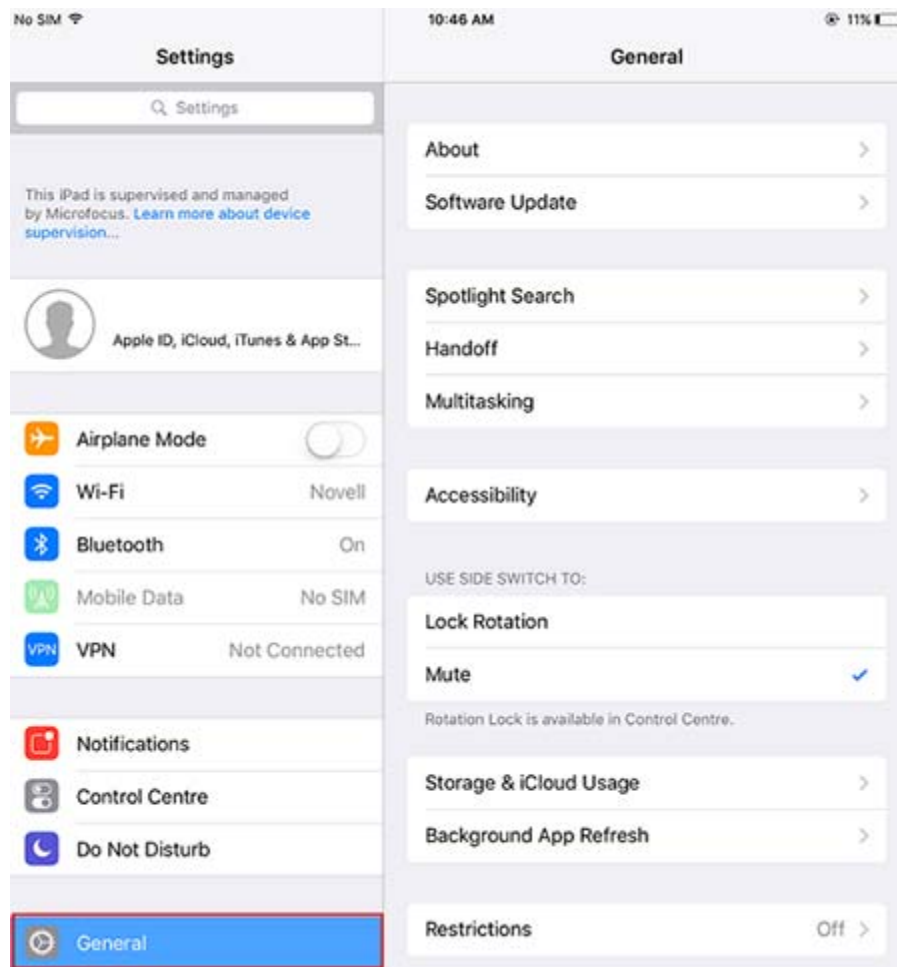 No SIM
10:46 AM
11%
Settings
Settings
This iPad is supervised and managed
by Microfocus. Learn more about device
supervision...
Apple ID, iCloud, iTunes & App St...
Airplane Mode
Wi-Fi Novell
Bluetooth On
Mobile Data No SIM
VPN VPN Not Connected
Notifications
Control Centre
Do Not Disturb
General
General
About
Software Update
Spotlight Search
Handoff
Multitasking
Accessibility
USE SIDE SWITCH TO:
Lock Rotation
Mute
Rotation Lock is available in Control Centre.
Storage & iCloud Usage
Background App Refresh
Restrictions Off